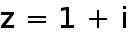 z = 1 + i